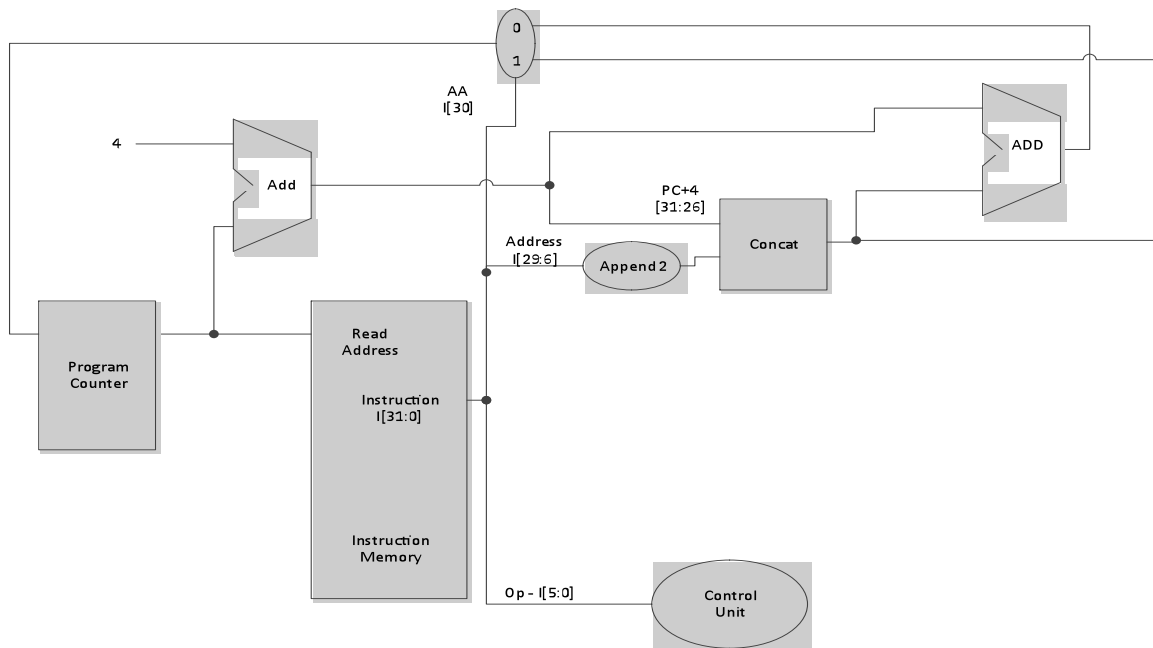 0
1
AA
I[30]
4
Add
ADD
PC+4
[31:26]
Address
I[29:6]
Append 2
Concat
Program
Counter
Read
Address
Instruction
I[31:0]
Instruction
Memory
Op - I[5:0]
Control
Unit